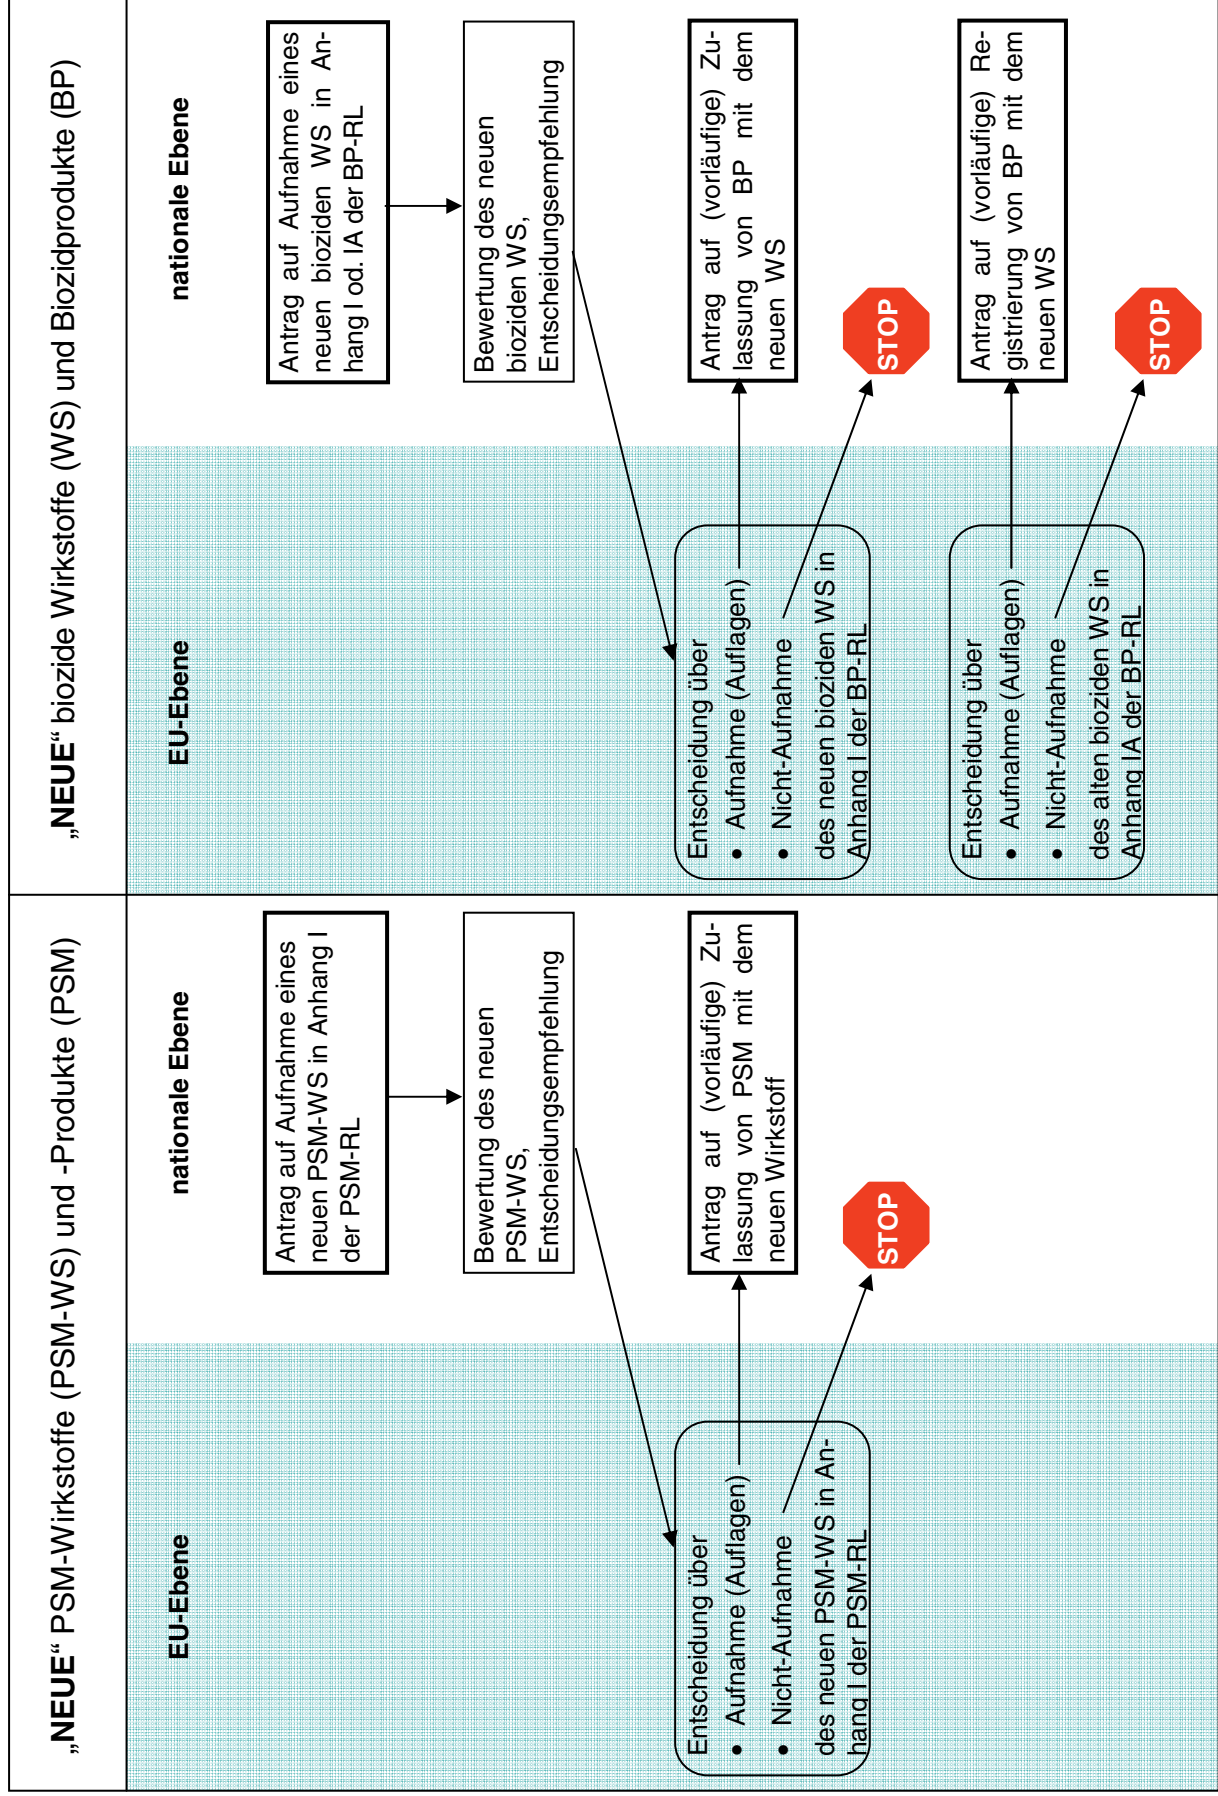 „NEUE“ PSM-Wirkstoffe (PSM-WS) und -Produkte (PSM)
EU-Ebene
nationale Ebene
Antrag auf Aufnahme eines
neuen PSM-WS in Anhang I
der PSM-RL
Bewertung des neuen
PSM-WS,
Entscheidungsempfehlung
Entscheidung über
• Aufnahme (Auflagen)
• Nicht-Aufnahme
des neuen PSM-WS in An-
hang I der PSM-RL
Antrag auf (vorläufige) Zu-
lassung von PSM mit dem
neuen Wirkstoff
STOP
„NEUE“ biozide Wirkstoffe (WS) und Biozidprodukte (BP)
EU-Ebene
nationale Ebene
Antrag auf Aufnahme eines
neuen bioziden WS in An-
hang I od. IA der BP-RL
Bewertung des neuen
bioziden WS,
Entscheidungsempfehlung
Entscheidung über
• Aufnahme (Auflagen)
• Nicht-Aufnahme
des neuen bioziden WS in
Anhang I der BP-RL
Antrag auf (vorläufige) Zu-
lassung von BP mit dem
neuen WS
STOP
Entscheidung über
• Aufnahme (Auflagen)
• Nicht-Aufnahme
des alten bioziden WS in
Anhang IA der BP-RL
Antrag auf (vorläufige) Re-
gistrierung von BP mit dem
neuen WS
STOP